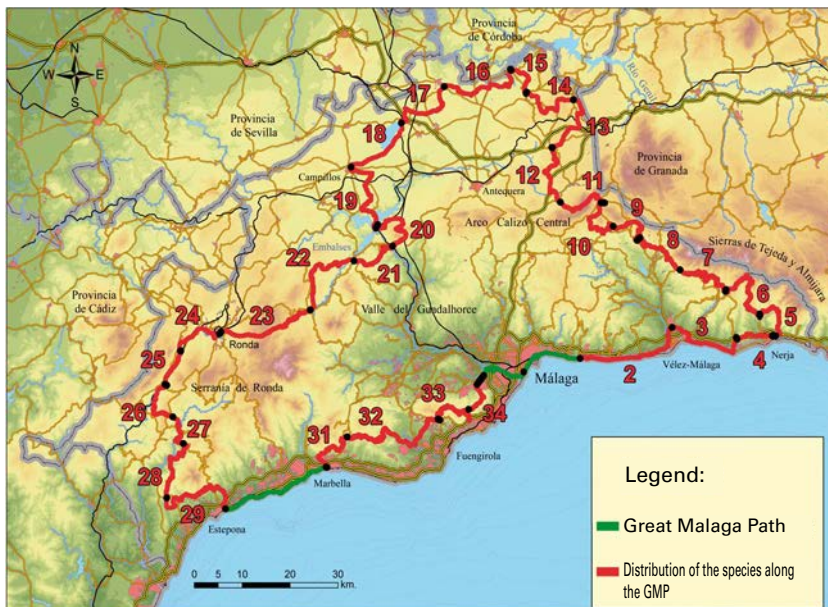 Provincia
de Córdoba
N
W E
S
Río Genil
15
16
14
17
Provincia
de Sevilla
18
13
12
Provincia
de Granada
Campillos
Antequera
11
19
9
Arco Calizo Central
20
10
Sierras de Tejeda y Almijara
Embalses
8
22
21
7
Provincia
de Cádiz
6
24
23
Valle del Guadalhorce
5
Ronda
3
25
4
Nerja
Vélez-Málaga
2
Málaga
Serranía de Ronda
33
26
34
32
27
31
Fuengirola
28
Marbella
29
Estepona
Legend:
Great Malaga Path
Distribution of the species along
the GMP
0 5 10 20 30
km.